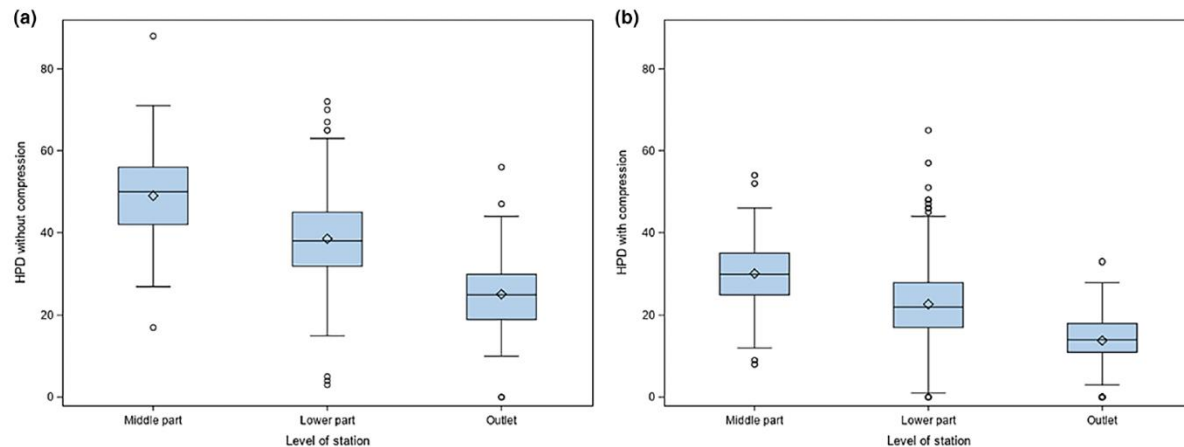 (a)
HPD without compression
80
60
40
20
0
Middle part Lower part Outlet
Level of station
(b)
HPD with compression
80
60
40
20
0
Middle part Lower part Outlet
Level of station